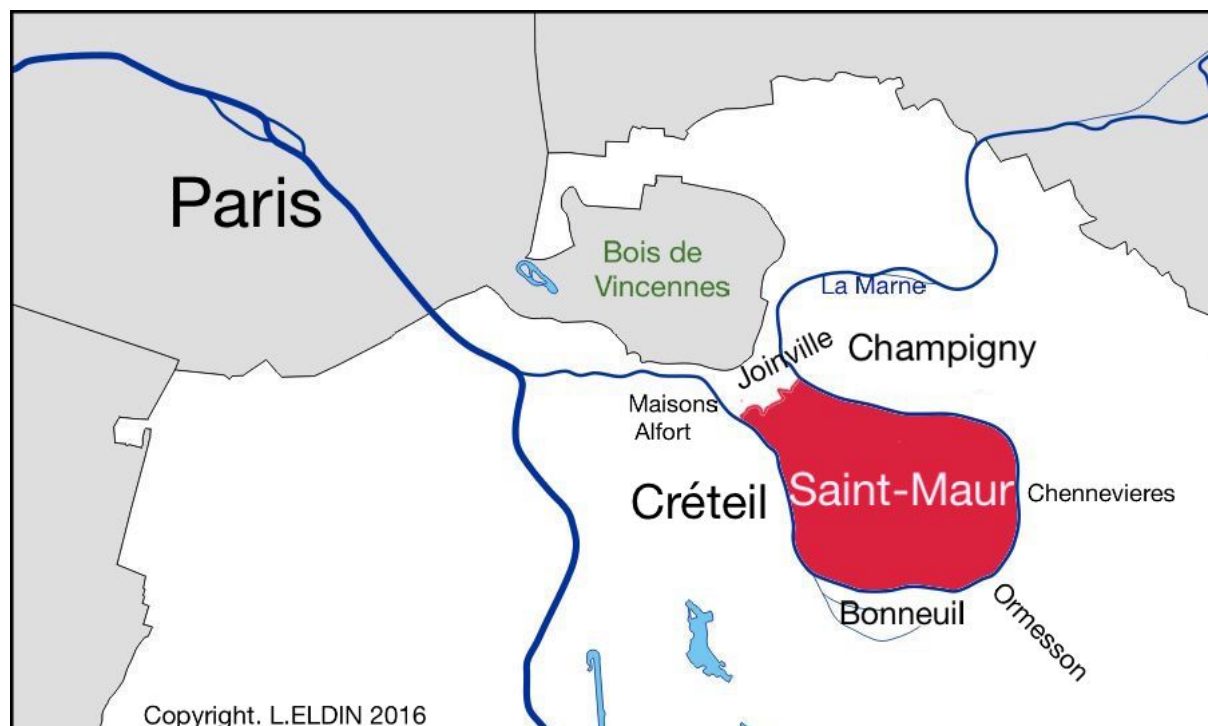 Paris
Bois de
Vincennes
La Marne
Joinville
Champigny
Maisons
Alfort
Créteil
Saint-Maur
Chennevieres
Bonneuil
Ormesson
Copyright. L.ELDIN 2016